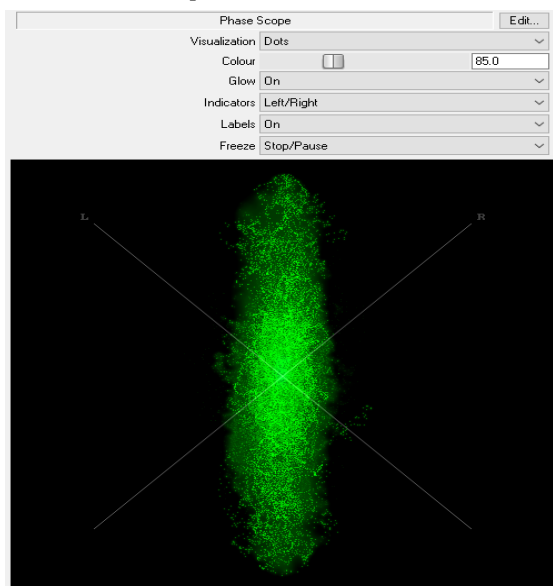 Phase Scope Edit...
Visualization Dots
Colour 85.0
Glow On
Indicators Left/Right
Labels On
Freeze Stop/Pause
L R